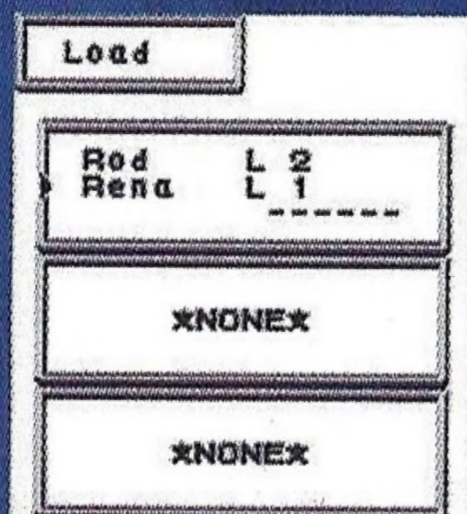 Load
Rod L 2
Rena L 1
------
*NONE*
*NONE*